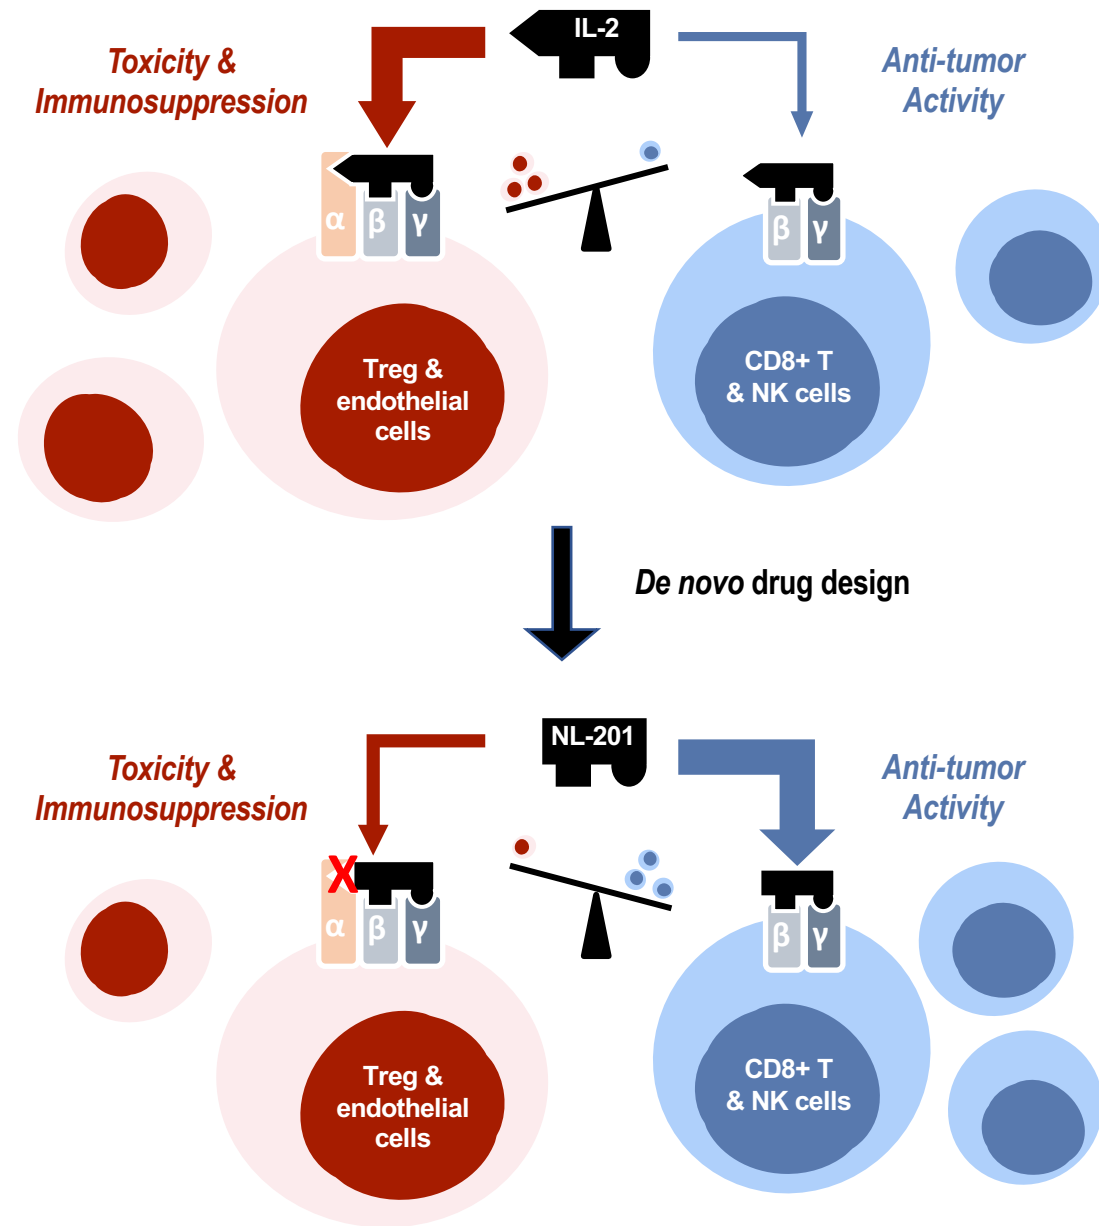 IL-2
Toxicity &
Immunosuppression
Anti-tumor
Activity
α β γ
β γ
Treg &
endothelial
cells
CD8+ T
& NK cells
De novo drug design
NL-201
Toxicity &
Immunosuppression
Anti-tumor
Activity
X
α β γ
β γ
Treg &
endothelial
cells
CD8+ T
& NK cells